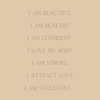 I AM BEAUTIFUL
I AM HEALTHY
I AM CONFIDENT
I LOVE MY BODY
I AM STRONG
I ATTRACT LOVE
I AM SUCCESSFUL